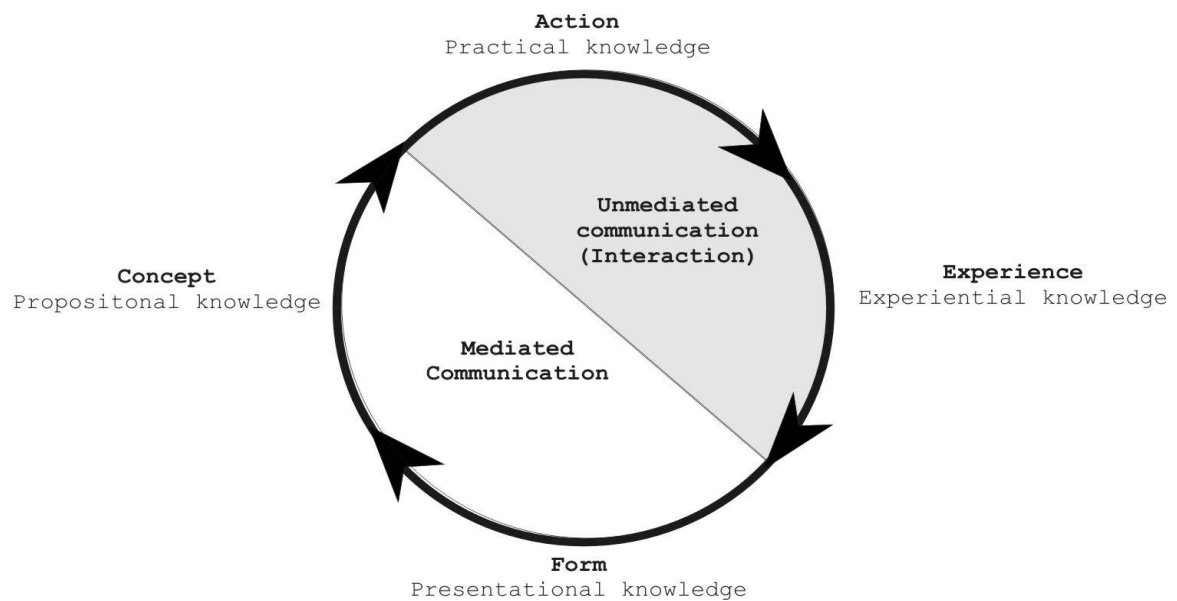 Action
Practical knowledge
Unmediated
communication
(Interaction)
Concept
Propositonal knowledge
Experience
Experiential knowledge
Mediated
Communication
Form
Presentational knowledge